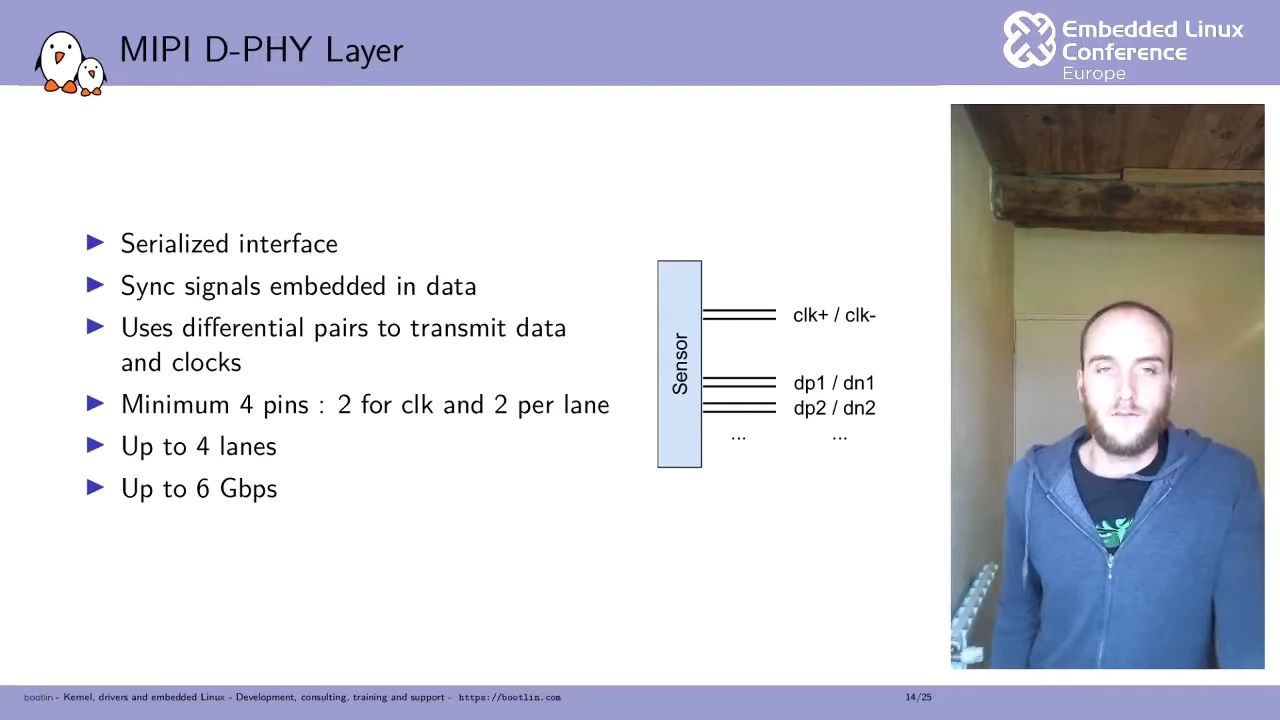 MIPI D-PHY Layer
Embedded Linux
Conference
Europe
▶ Serialized interface
▶ Sync signals embedded in data
▶ Uses differential pairs to transmit data
and clocks
▶ Minimum 4 pins : 2 for clk and 2 per lane
▶ Up to 4 lanes
▶ Up to 6 Gbps
Sensor
clk+ / clk-
dp1 / dn1
dp2 / dn2
... ...
bootlin - Kernel, drivers and embedded Linux - Development, consulting, training and support - https://bootlin.com
14/25